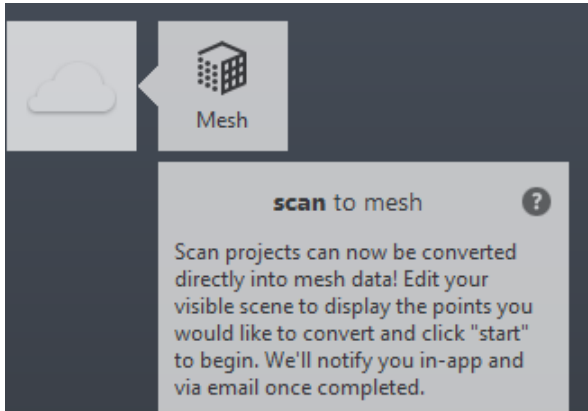 Mesh
scan to mesh
?
Scan projects can now be converted
directly into mesh data! Edit your
visible scene to display the points you
would like to convert and click "start"
to begin. We'll notify you in-app and
via email once completed.